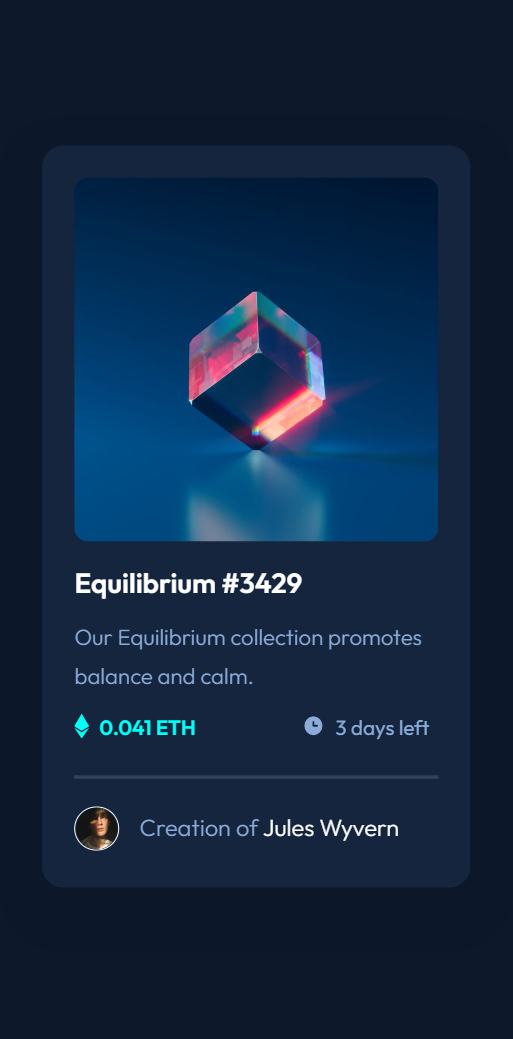 Equilibrium #3429
Our Equilibrium collection promotes
balance and calm.
0.041 ETH 3 days left
Creation of Jules Wyvern